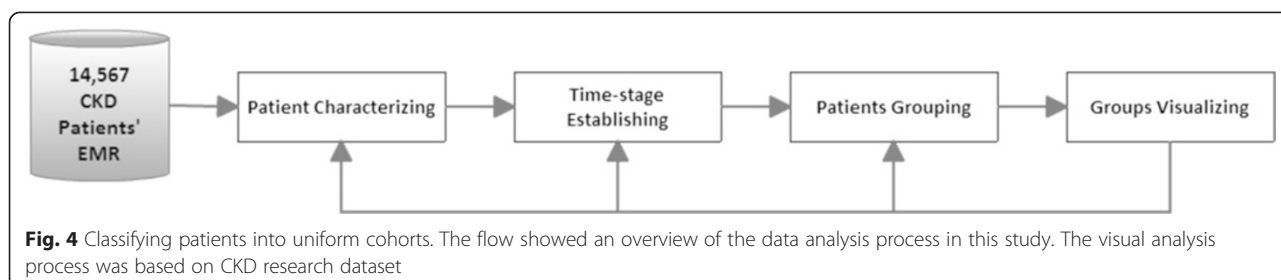 14,567
CKD
Patients'
EMR
Patient Characterizing
Time-stage
Establishing
Patients Grouping
Groups Visualizing
Fig. 4 Classifying patients into uniform cohorts. The flow showed an overview of the data analysis process in this study. The visual analysis
process was based on CKD research dataset